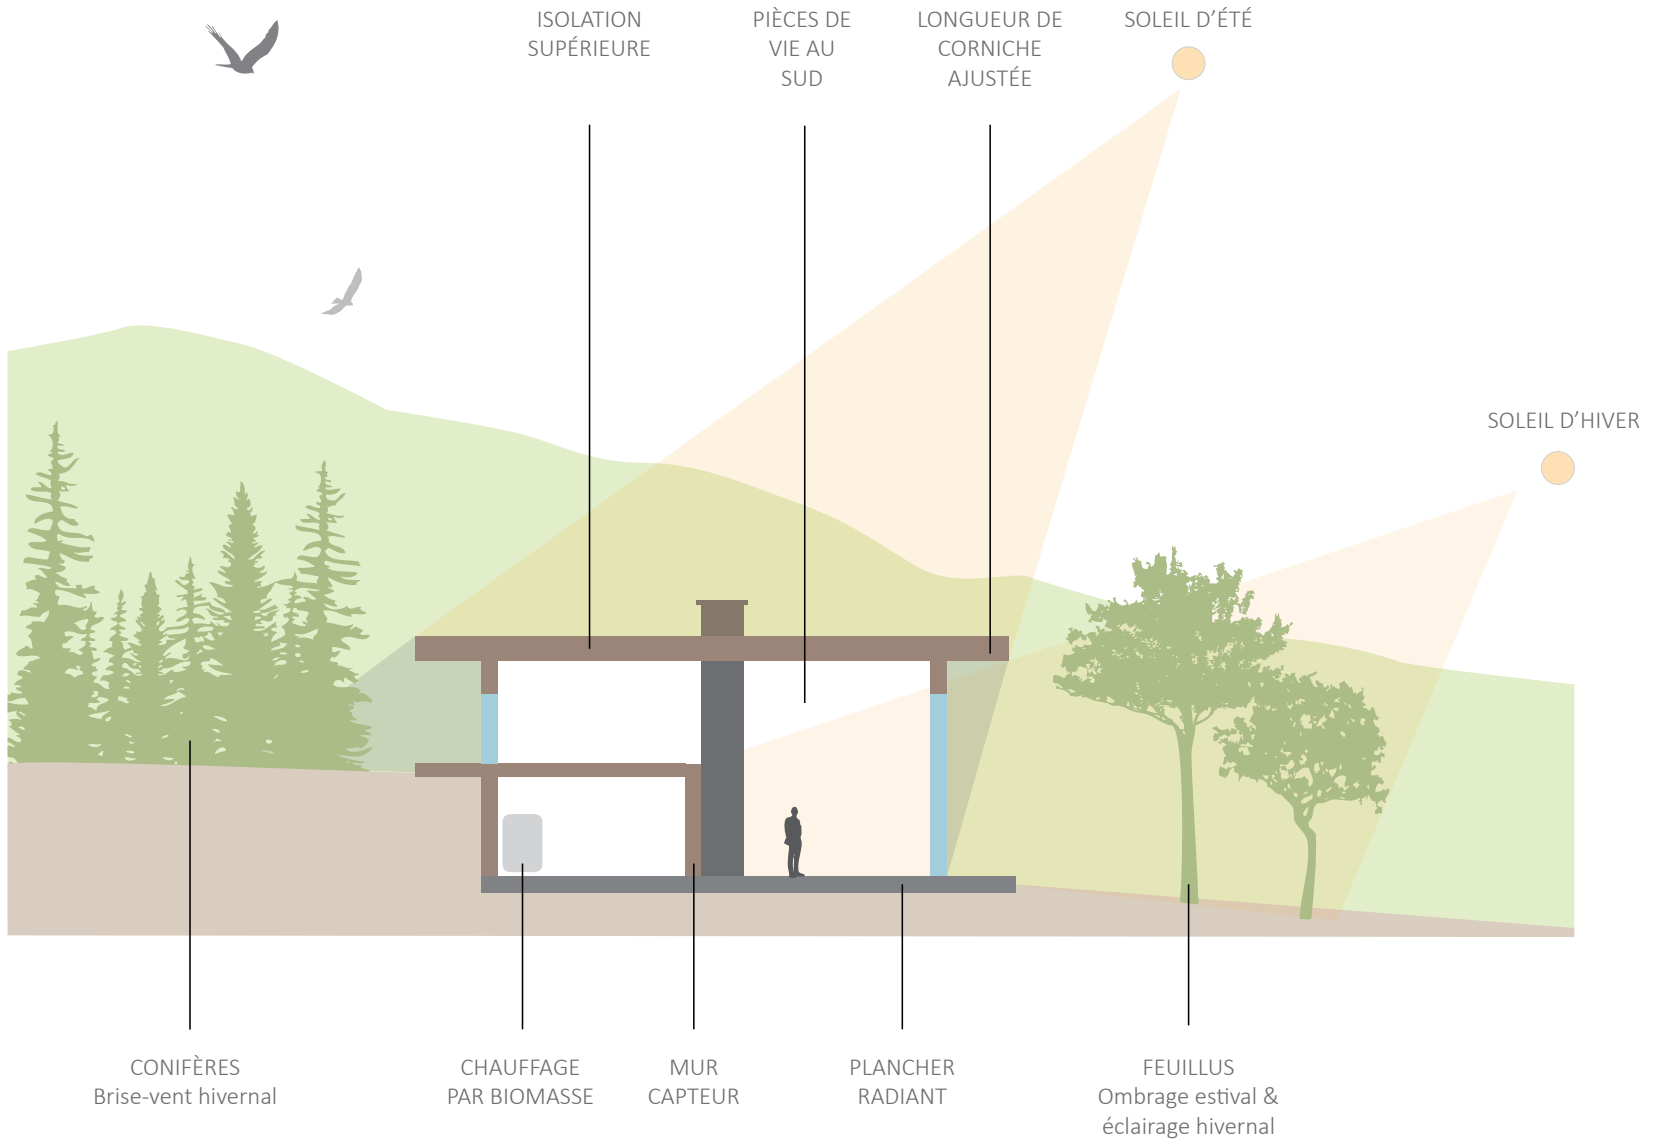 ISOLATION
SUPÉRIEURE
PIÈCES DE
VIE AU
SUD
LONGUEUR DE
CORNICHE
AJUSTÉE
SOLEIL D’ÉTÉ
SOLEIL D’HIVER
CONIFÈRES
Brise-vent hivernal
CHAUFFAGE
PAR BIOMASSE
MUR
CAPTEUR
PLANCHER
RADIANT
FEUILLUS
Ombrage estival &
éclairage hivernal